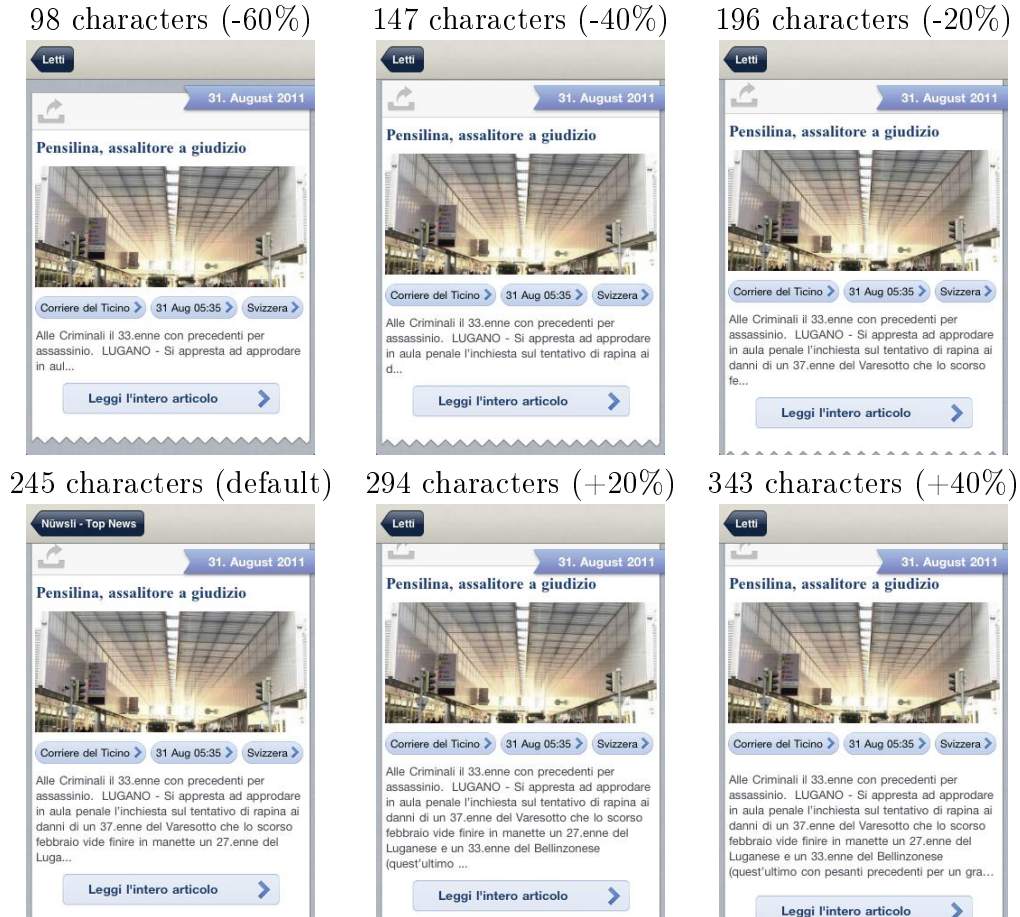 98 characters (-60%)
Letti
31. August 2011
Pensilina, assalitore a giudizio
Corriere del Ticino
31 Aug 05:35
Svizzera
Alle Criminali il 33.enne con precedenti per
assassinio.  LUGANO - Si appresta ad approdare
in aul...
Leggi l'intero articolo
147 characters (-40%)
Letti
31. August 2011
Pensilina, assalitore a giudizio
Corriere del Ticino
31 Aug 05:35
Svizzera
Alle Criminali il 33.enne con precedenti per
assassinio.  LUGANO - Si appresta ad approdare
in aula penale l'inchiesta sul tentativo di rapina ai
d...
Leggi l'intero articolo
196 characters (-20%)
Letti
31. August 2011
Pensilina, assalitore a giudizio
Corriere del Ticino
31 Aug 05:35
Svizzera
Alle Criminali il 33.enne con precedenti per
assassinio.  LUGANO - Si appresta ad approdare
in aula penale l'inchiesta sul tentativo di rapina ai
danni di un 37.enne del Varesotto che lo scorso
fe...
Leggi l'intero articolo
245 characters (default)
Nüwsli - Top News
31. August 2011
Pensilina, assalitore a giudizio
Corriere del Ticino
31 Aug 05:35
Svizzera
Alle Criminali il 33.enne con precedenti per
assassinio.  LUGANO - Si appresta ad approdare
in aula penale l'inchiesta sul tentativo di rapina ai
danni di un 37.enne del Varesotto che lo scorso
febbraio vide finire in manette un 27.enne del
Luga...
Leggi l'intero articolo
294 characters (+20%)
Letti
31. August 2011
Pensilina, assalitore a giudizio
Corriere del Ticino
31 Aug 05:35
Svizzera
Alle Criminali il 33.enne con precedenti per
assassinio.  LUGANO - Si appresta ad approdare
in aula penale l'inchiesta sul tentativo di rapina ai
danni di un 37.enne del Varesotto che lo scorso
febbraio vide finire in manette un 27.enne del
Luganese e un 33.enne del Bellinzonese
(quest'ultimo ...
Leggi l'intero articolo
343 characters (+40%)
Letti
31. August 2011
Pensilina, assalitore a giudizio
Corriere del Ticino
31 Aug 05:35
Svizzera
Alle Criminali il 33.enne con precedenti per
assassinio.  LUGANO - Si appresta ad approdare
in aula penale l'inchiesta sul tentativo di rapina ai
danni di un 37.enne del Varesotto che lo scorso
febbraio vide finire in manette un 27.enne del
Luganese e un 33.enne del Bellinzonese
(quest'ultimo con pesanti precedenti per un gra...
Leggi l'intero articolo